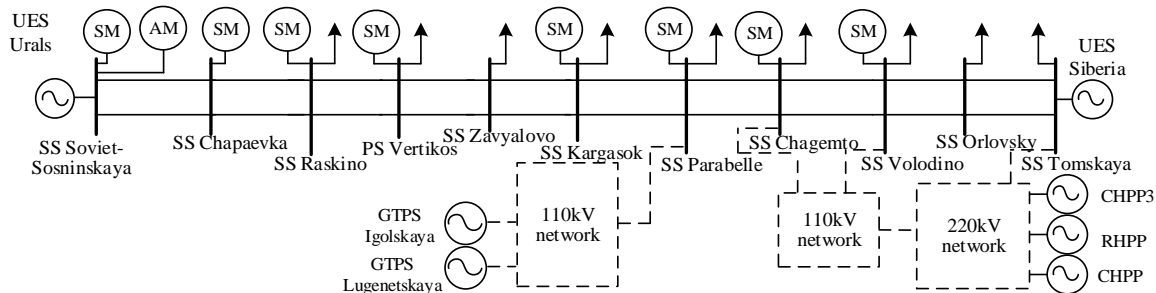 UES
Urals
SM
AM
SM
SM
SM
SM
SM
SM
SM
UES
Siberia
SS Soviet-
Sosninskaya
SS Chapaevka
SS Raskino
PS Vertikos
SS Zavyalovo
SS Kargasok
SS Parabelle
SS Chagemto
SS Volodino
SS Orlovsky
SS Tomskaya
GTPS
Igolskaya
GTPS
Lugenetskaya
110kV
network
110kV
network
220kV
network
CHPP3
RHPP
CHPP